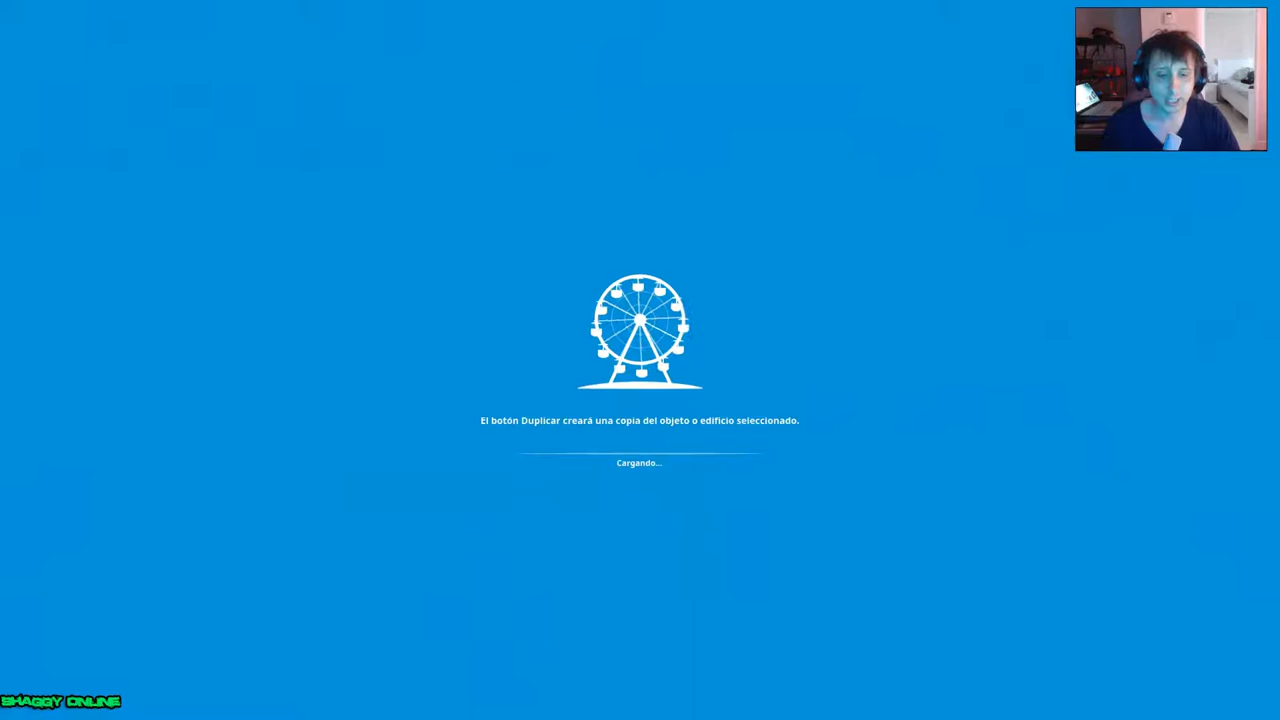 El botón Duplicar creará una copia del objeto o edificio seleccionado.
Cargando...
SHAGGY ONLINE